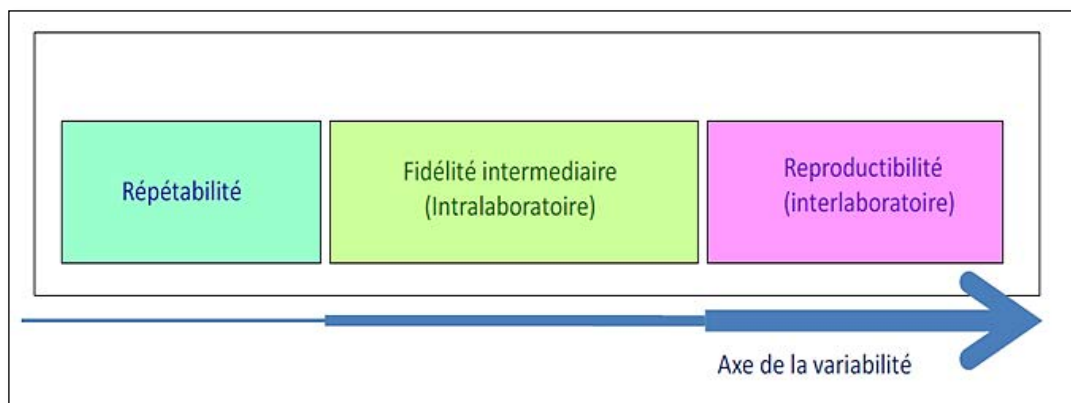 Répétabilité
Fidélité intermediaire
(Intralaboratoire)
Reproductibilité
(interlaboratoire)
Axe de la variabilité